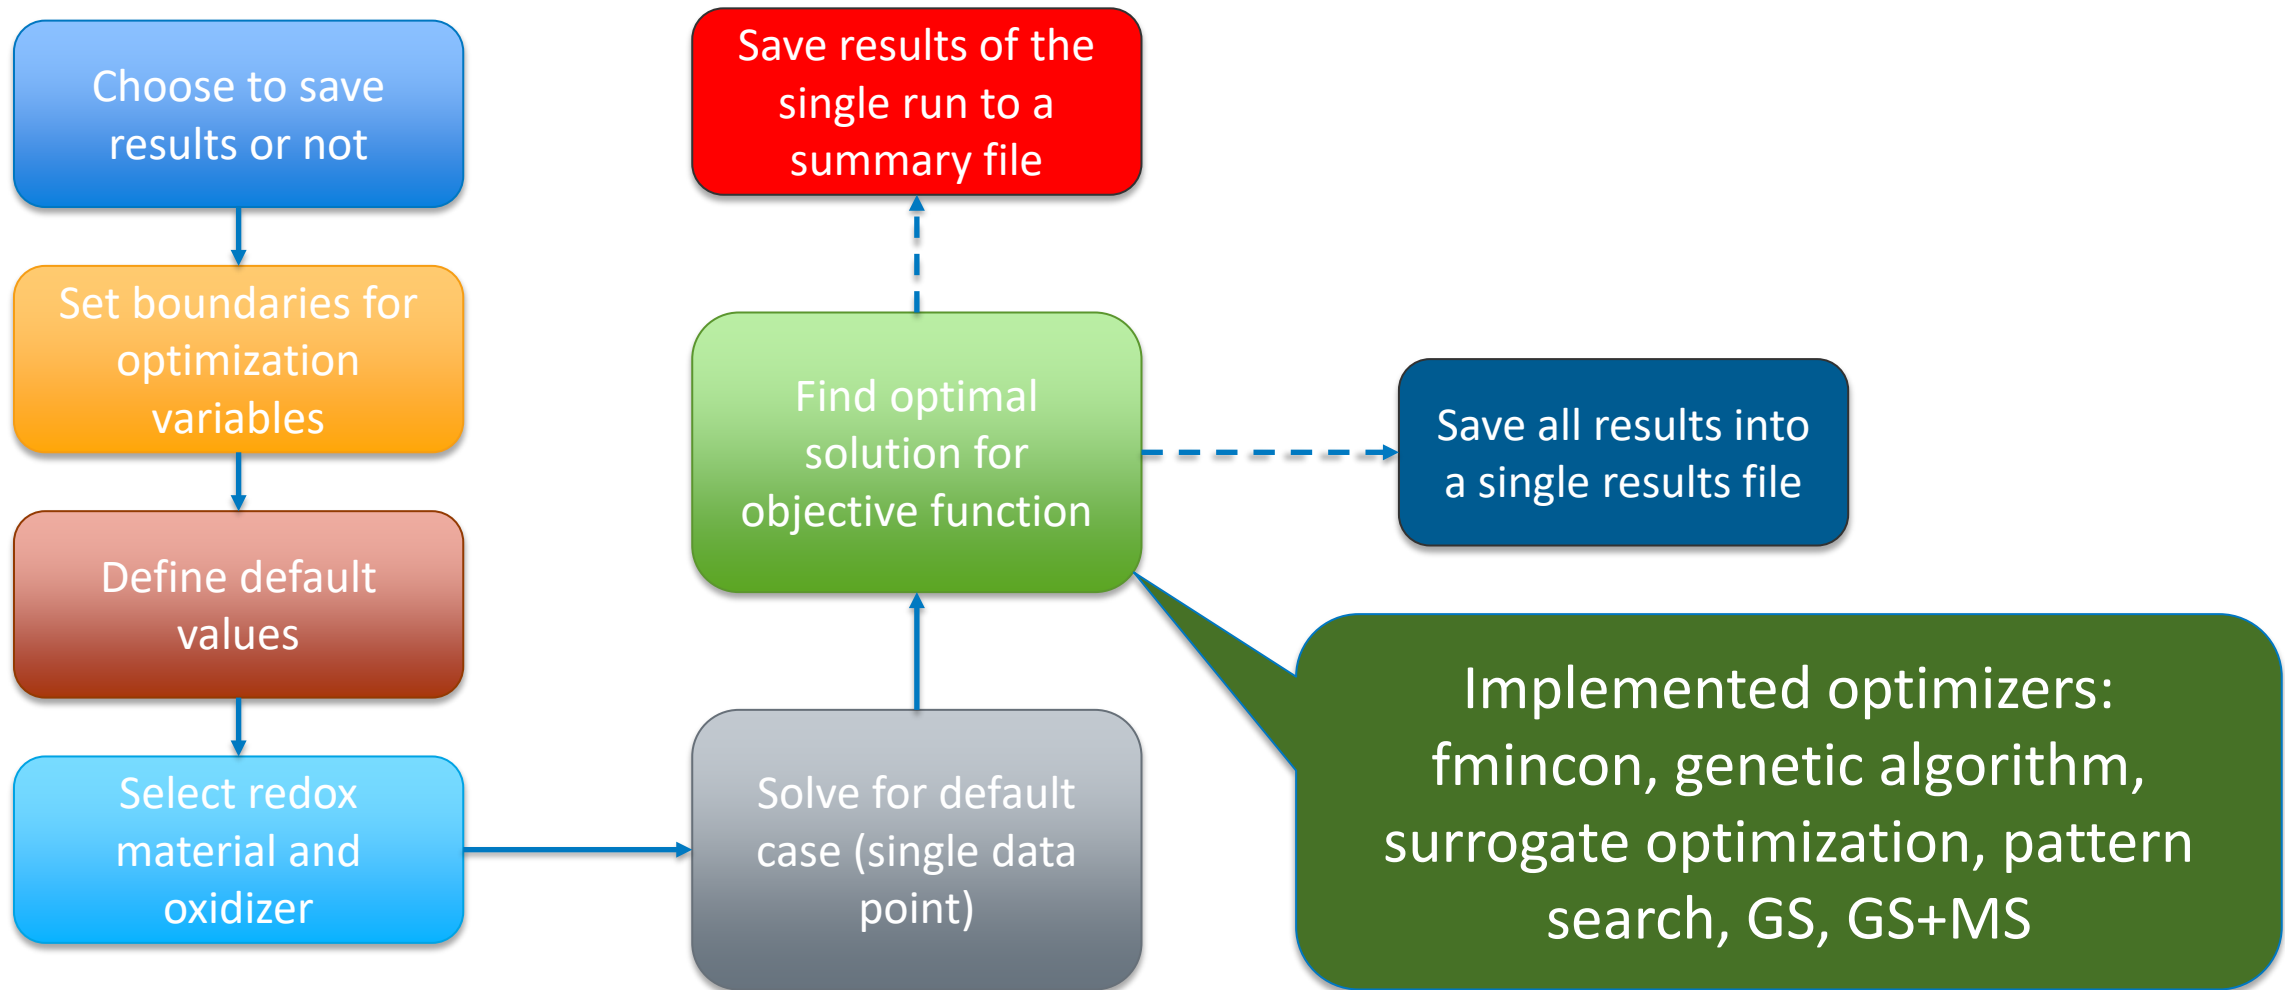 Choose to save
results or not
Set boundaries for
optimization
variables
Define default
values
Select redox
material and
oxidizer
Save results of the
single run to a
summary file
Find optimal
solution for
objective function
Solve for default
case (single data
point)
Save all results into
a single results file
Implemented optimizers:
fmincon, genetic algorithm,
surrogate optimization, pattern
search, GS, GS+MS